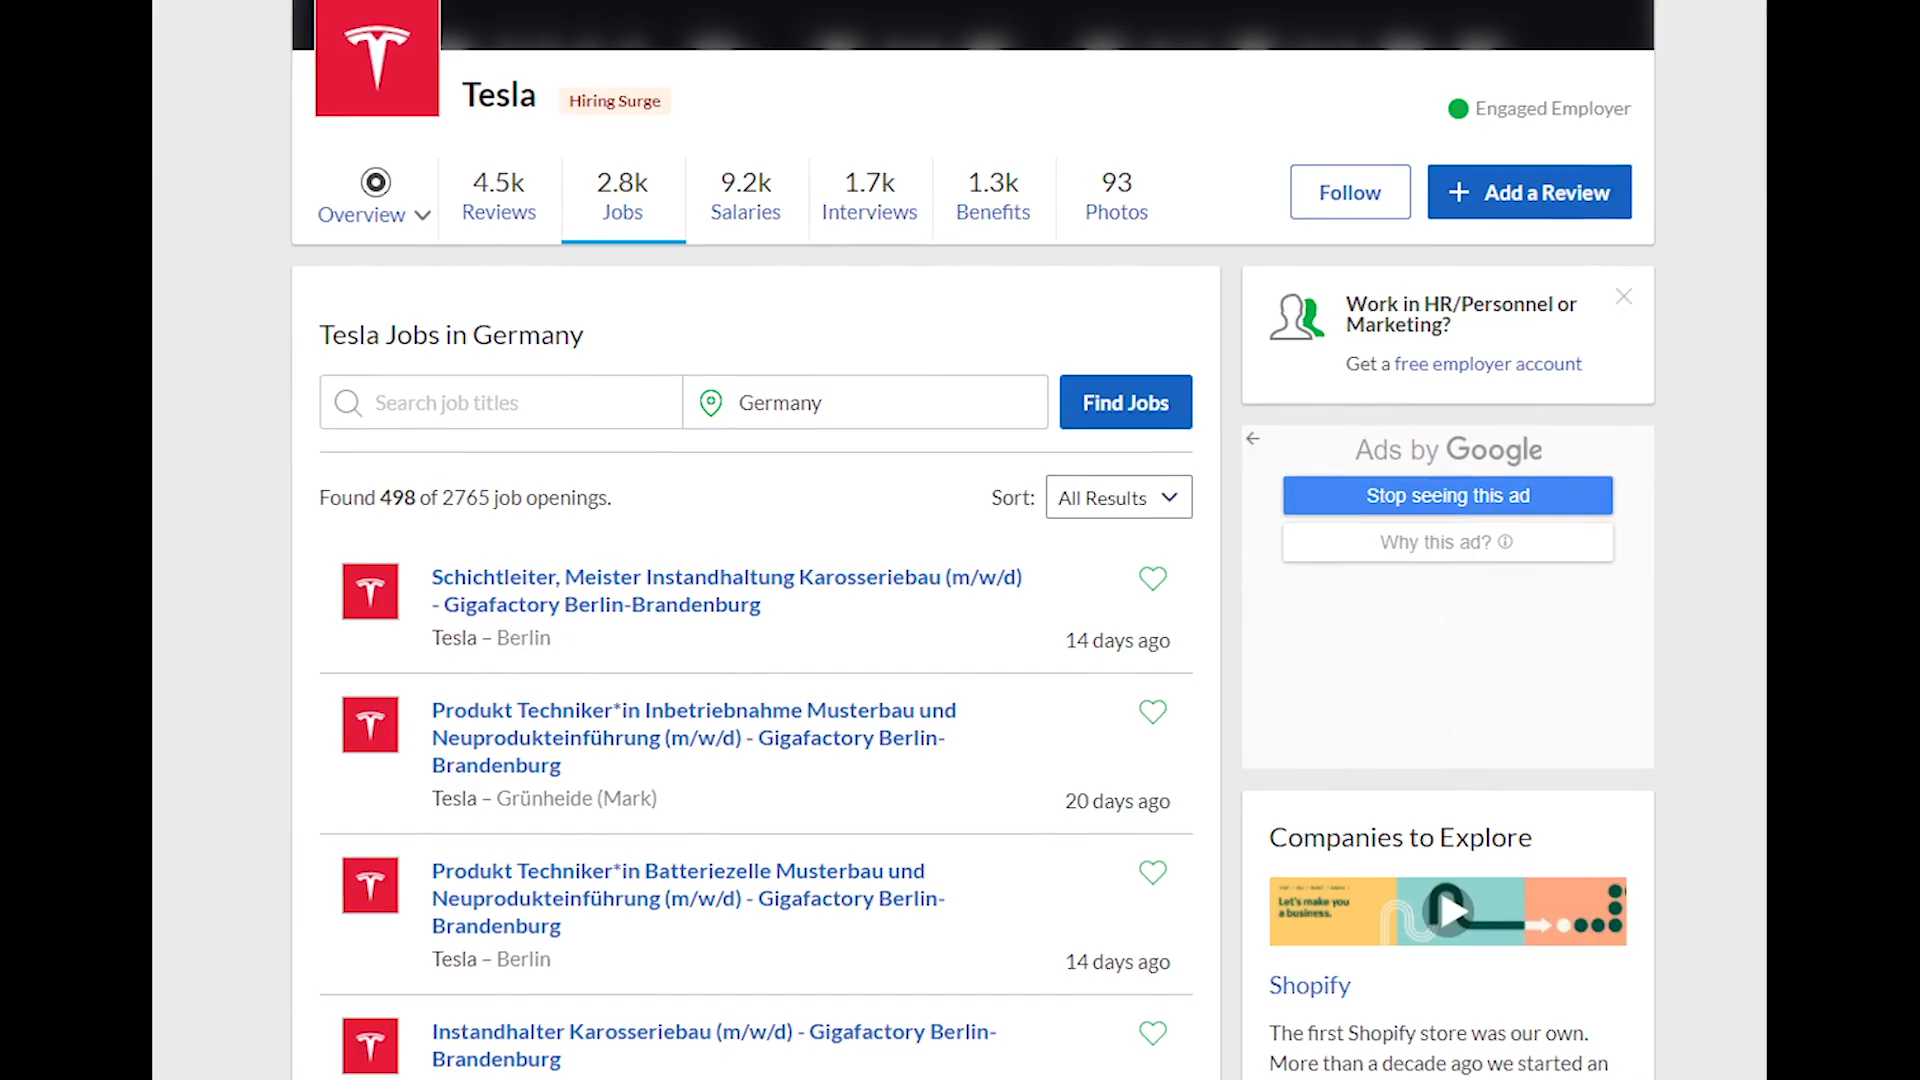 Tesla
Hiring Surge
Engaged Employer
Overview
4.5k
Reviews
2.8k
Jobs
9.2k
Salaries
1.7k
Interviews
1.3k
Benefits
93
Photos
Follow
+ Add a Review
Tesla Jobs in Germany
Search job titles
Germany
Find Jobs
Found 498 of 2765 job openings.
Sort:
All Results
Schichtleiter, Meister Instandhaltung Karosseriebau (m/w/d)
- Gigafactory Berlin-Brandenburg
Tesla – Berlin
14 days ago
Produkt Techniker*in Inbetriebnahme Musterbau und
Neuprodukteinführung (m/w/d) - Gigafactory Berlin-
Brandenburg
Tesla – Grünheide (Mark)
20 days ago
Produkt Techniker*in Batteriezelle Musterbau und
Neuprodukteinführung (m/w/d) - Gigafactory Berlin-
Brandenburg
Tesla – Berlin
14 days ago
Instandhalter Karosseriebau (m/w/d) - Gigafactory Berlin-
Brandenburg
Work in HR/Personnel or
Marketing?
Get a free employer account
Ads by Google
Stop seeing this ad
Why this ad?
Companies to Explore
Let's make you
a business.
Shopify
The first Shopify store was our own.
More than a decade ago we started an